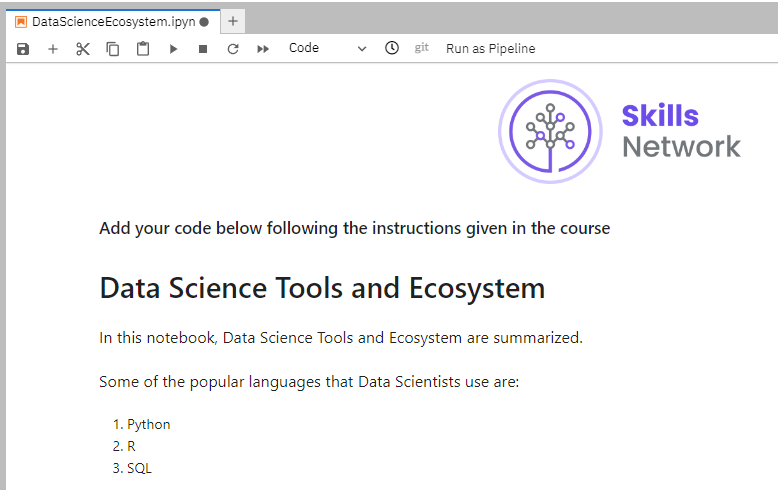 DataScienceEcosystem.ipyn
Code
git
Run as Pipeline
Skills
Network
Add your code below following the instructions given in the course
Data Science Tools and Ecosystem
In this notebook, Data Science Tools and Ecosystem are summarized.
Some of the popular languages that Data Scientists use are:
1. Python
2. R
3. SQL